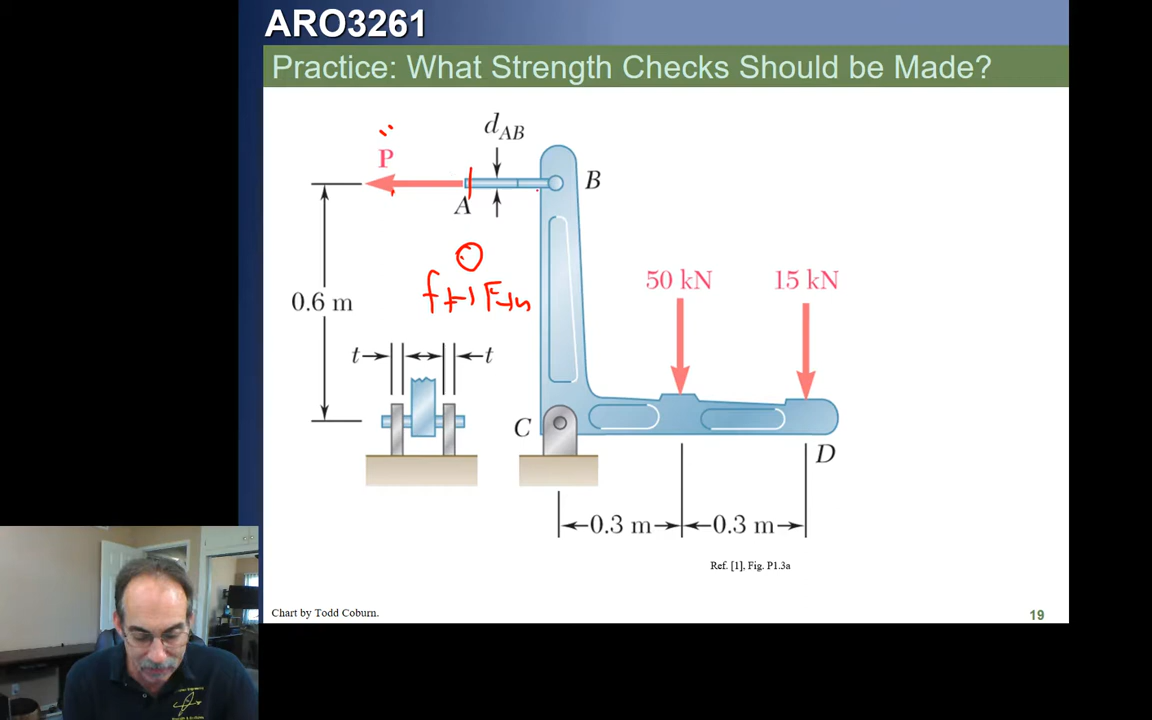 ARO3261
Practice: What Strength Checks Should be Made?
d_AB
P
B
A
50 kN
15 kN
0.6 m
t
t
C
D
0.3 m
0.3 m
Ref. [1], Fig. P1.3a
Chart by Todd Coburn.
19